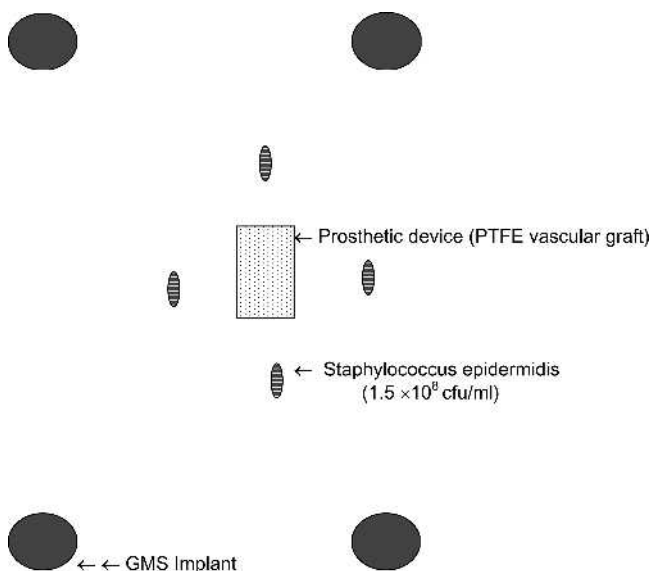 ← Prosthetic device (PTFE vascular graft)
← Staphylococcus epidermidis
(1.5 ×10⁸ cfu/ml)
← ← GMS Implant